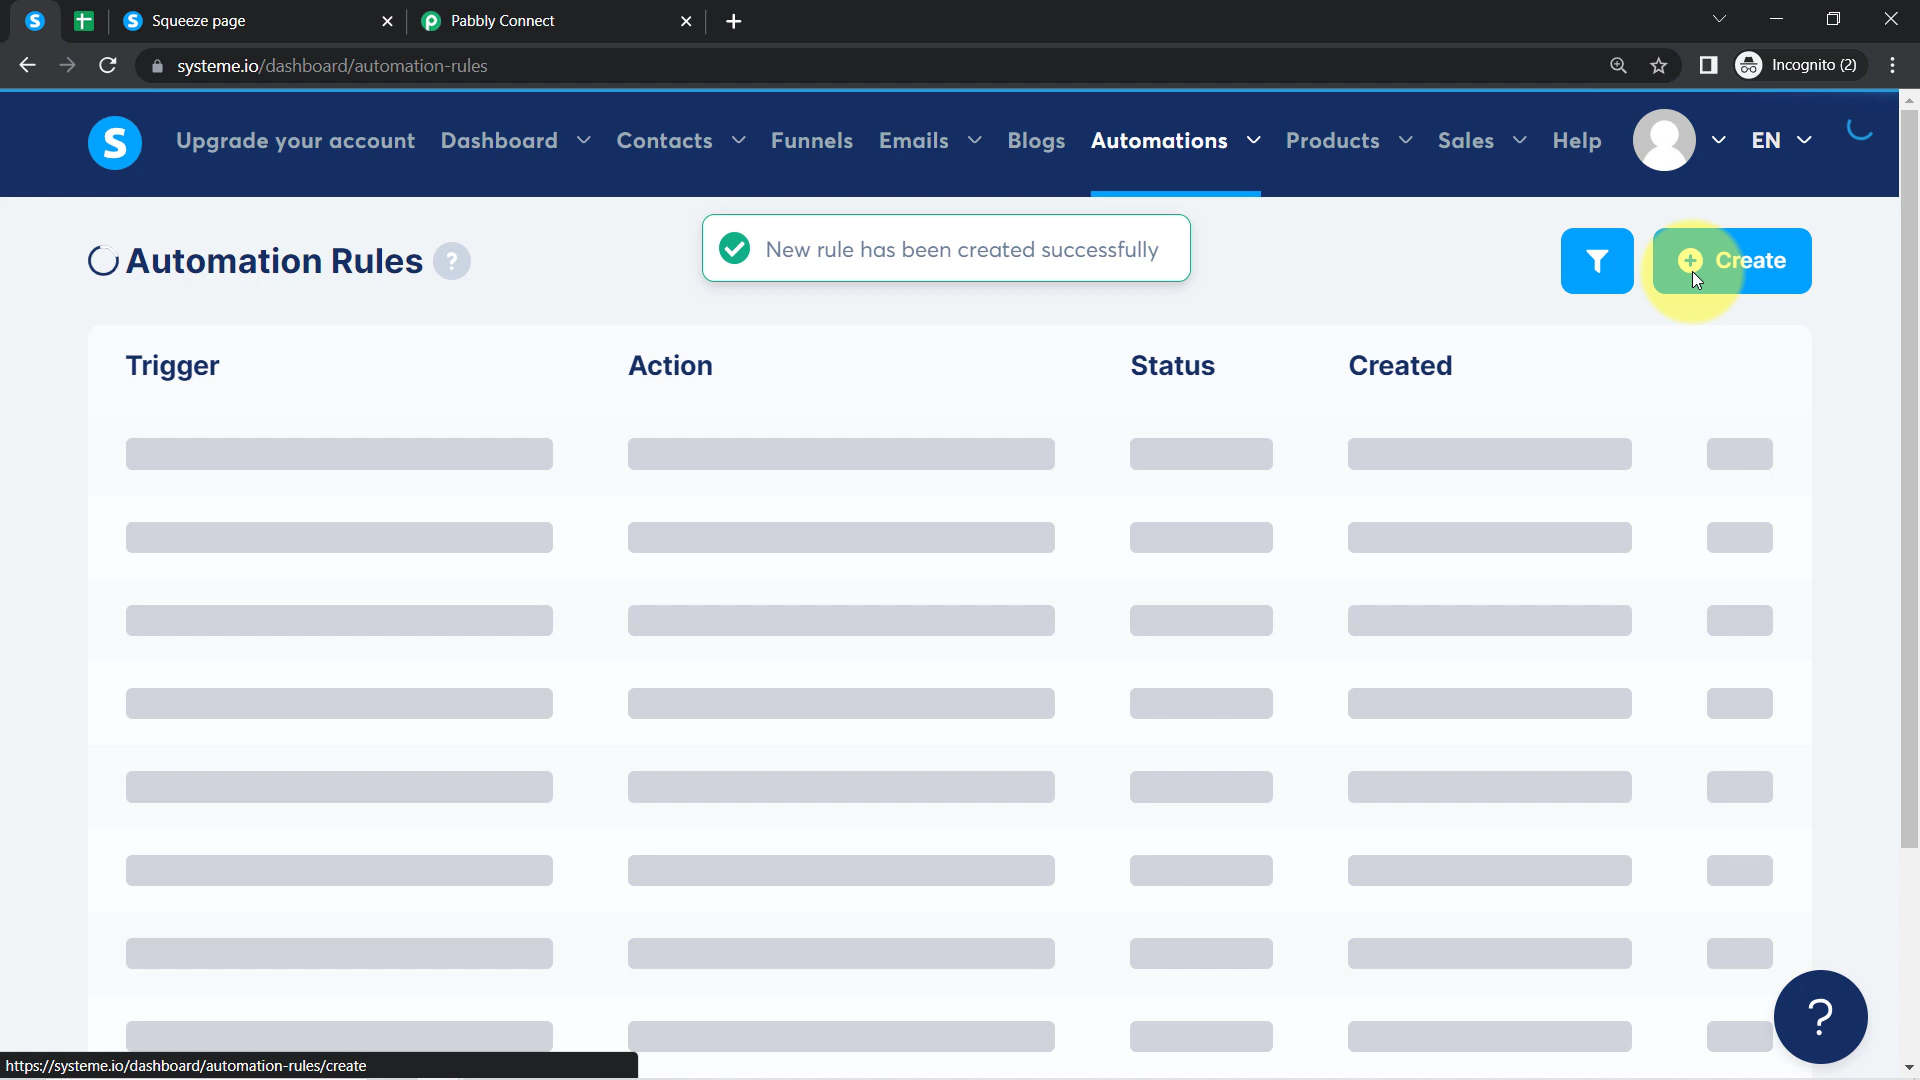 Squeeze page
Pabbly Connect
systeme.io/dashboard/automation-rules
Incognito (2)
S
Upgrade your account
Dashboard
Contacts
Funnels
Emails
Blogs
Automations
Products
Sales
Help
EN
Automation Rules
?
New rule has been created successfully
Create
Trigger
Action
Status
Created
?
https://systeme.io/dashboard/automation-rules/create